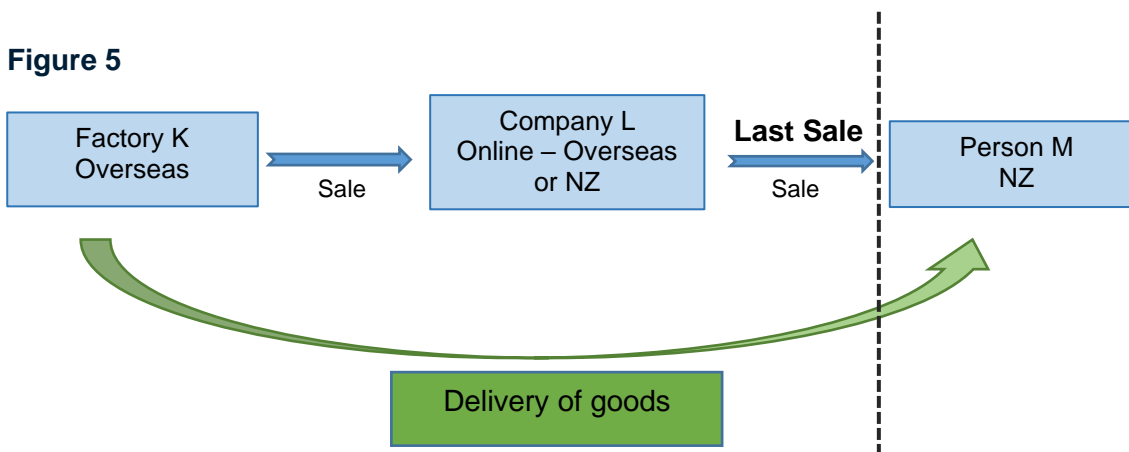 Figure 5
Factory K
Overseas
Sale
Company L
Online – Overseas
or NZ
Last Sale
Sale
Person M
NZ
Delivery of goods